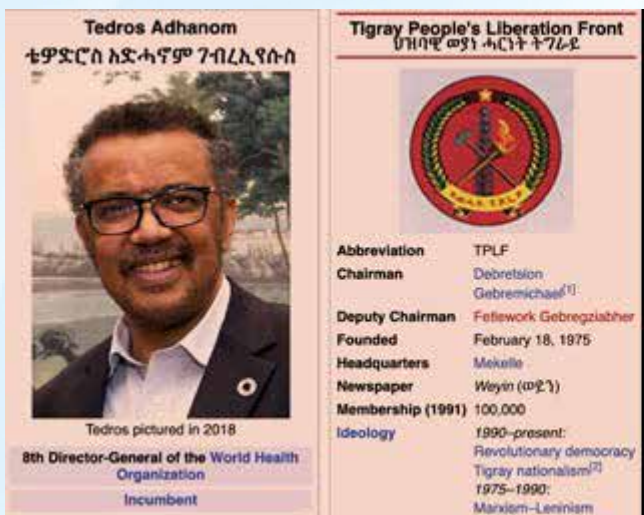 Tedros Adhanom
ቴዎድሮስ አድሓኖም ገብረኢየሱስ
Tedros pictured in 2018
8th Director-General of the World Health
Organization
Incumbent
Tigray People's Liberation Front
ህዝባዊ ወያነ ሓርነት ትግራይ
Abbreviation TPLF
Chairman Debretsion
Gebremichael[1]
Deputy Chairman Fetlework Gebregziabher
Founded February 18, 1975
Headquarters Mekelle
Newspaper Weyin (ወይን)
Membership (1991) 100,000
Ideology 1990–present:
Revolutionary democracy
Tigray nationalism[2]
1975–1990:
Marxism–Leninism